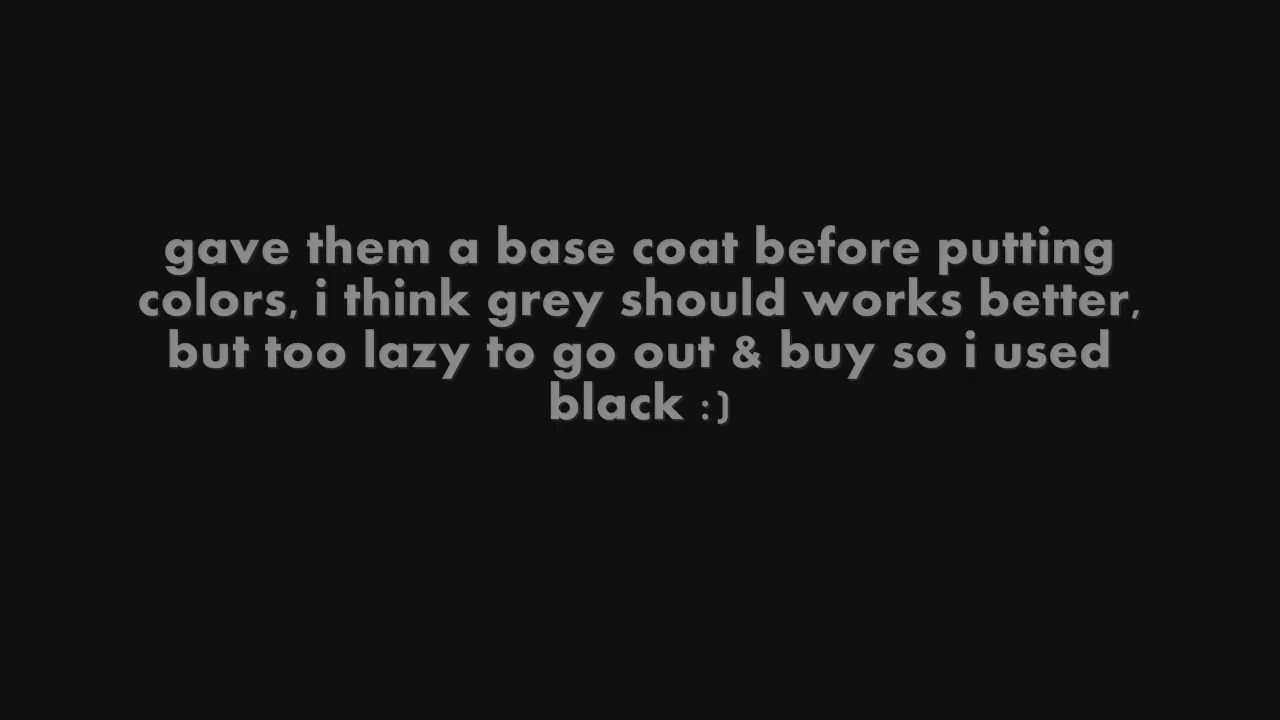 gave them a base coat before putting
colors, i think grey should works better,
but too lazy to go out & buy so i used
black :)